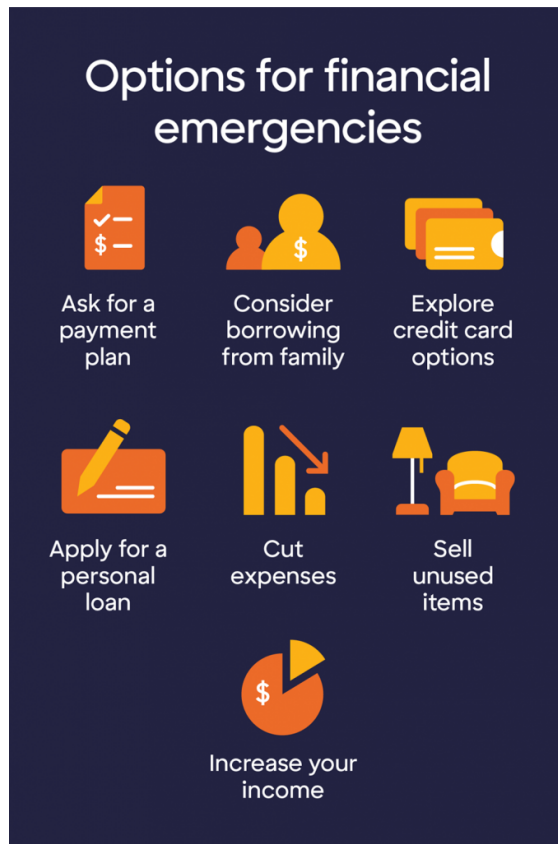 Options for financial
emergencies
$
$
Ask for a
payment
plan
Consider
borrowing
from family
Explore
credit card
options
Apply for a
personal
loan
Cut
expenses
Sell
unused
items
$
Increase your
income